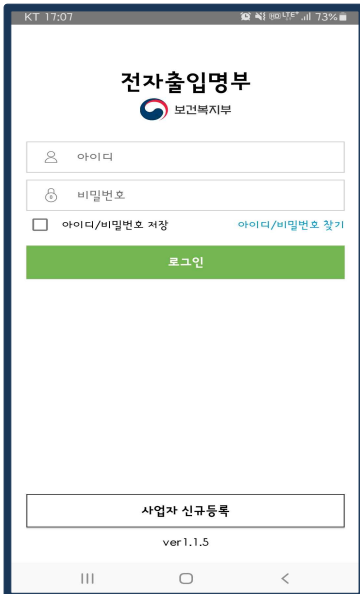 KT 17:07
73%
전자출입명부
보건복지부
아이디
비밀번호
아이디/비밀번호 저장
아이디/비밀번호 찾기
로그인
사업자 신규등록
ver1.1.5